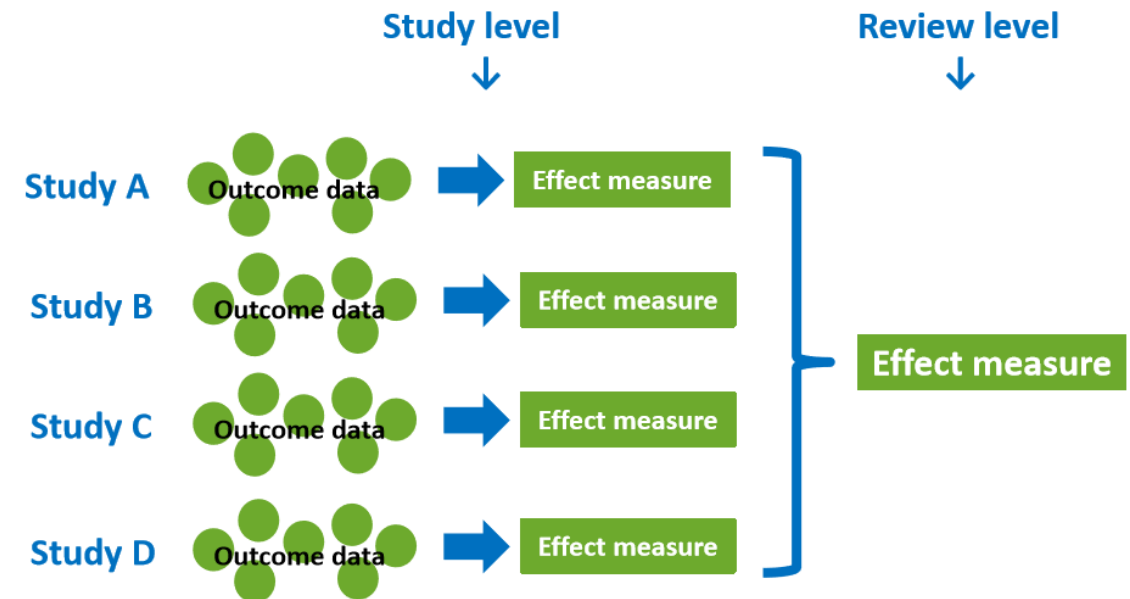 Study level
Review level
Study A
Outcome data
Effect measure
Study B
Outcome data
Effect measure
Study C
Outcome data
Effect measure
Study D
Outcome data
Effect measure
Effect measure